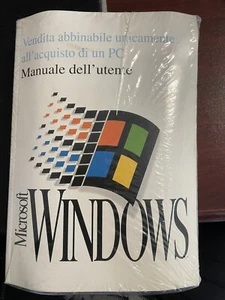 Vendita abbinabile unicamente
all'acquisto di un PC
Manuale dell'utente
Microsoft
WINDOWS